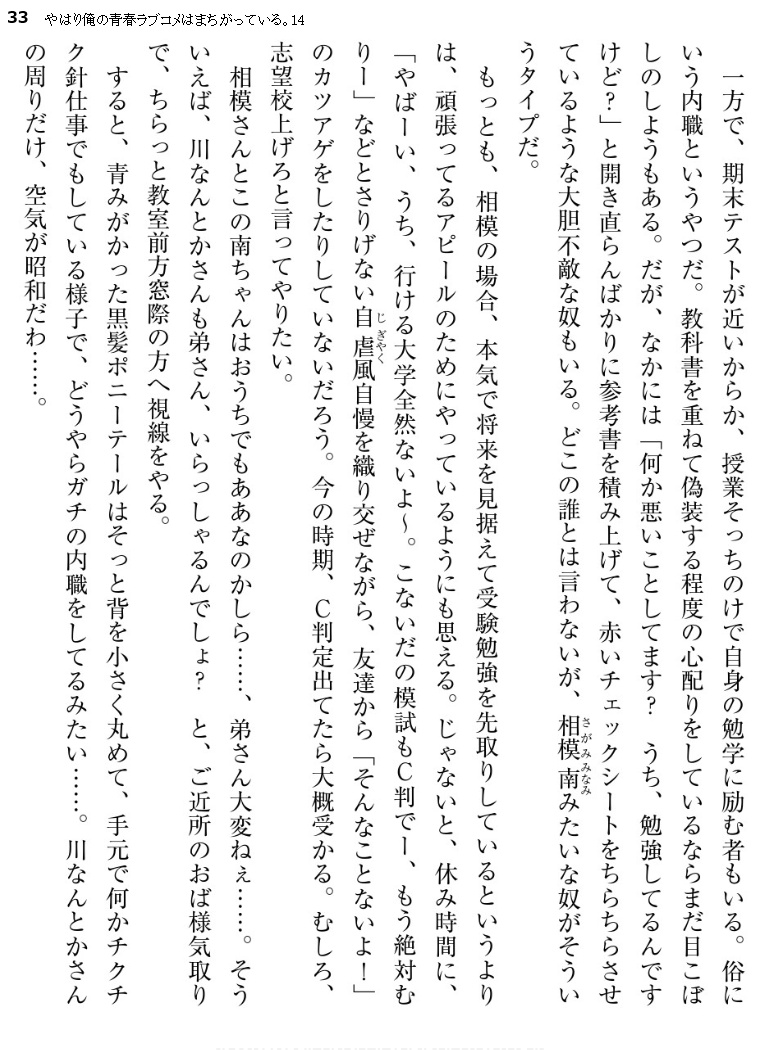 33 やはり俺の青春ラブコメはまちがっている。14
　一方で、期末テストが近いからか、授業そっちのけで自身の勉学に励む者もいる。俗に
いう内職というやつだ。教科書を重ねて偽装する程度の心配りをしているならまだ目こぼ
しのしようもある。だが、なかには「何か悪いことしてます？　うち、勉強してるんです
けど？」と開き直らんばかりに参考書を積み上げて、赤いチェックシートをちらちらさせ
ているような大胆不敵な奴もいる。どこの誰とは言わないが、相模南みたいな奴がそうい
うタイプだ。
　もっとも、相模の場合、本気で将来を見据えて受験勉強を先取りしているというより
は、頑張ってるアピールのためにやっているようにも思える。じゃないと、休み時間に、
「やばーい、うち、行ける大学全然ないよ～。こないだの模試もＣ判でー、もう絶対む
りー」などとさりげない自虐風自慢を織り交ぜながら、友達から「そんなことないよ！」
のカツアゲをしたりしていないだろう。今の時期、Ｃ判定出てたら大概受かる。むしろ、
志望校上げろと言ってやりたい。
　相模さんとこの南ちゃんはおうちでもああなのかしら……、弟さん大変ねぇ……。そう
いえば、川なんとかさんも弟さん、いらっしゃるんでしょ？　と、ご近所のおば様気取り
で、ちらっと教室前方窓際の方へ視線をやる。
　すると、青みがかった黒髪ポニーテールはそっと背を小さく丸めて、手元で何かチクチ
ク針仕事でもしている様子で、どうやらガチの内職をしてるみたい……。川なんとかさん
の周りだけ、空気が昭和だわ……。